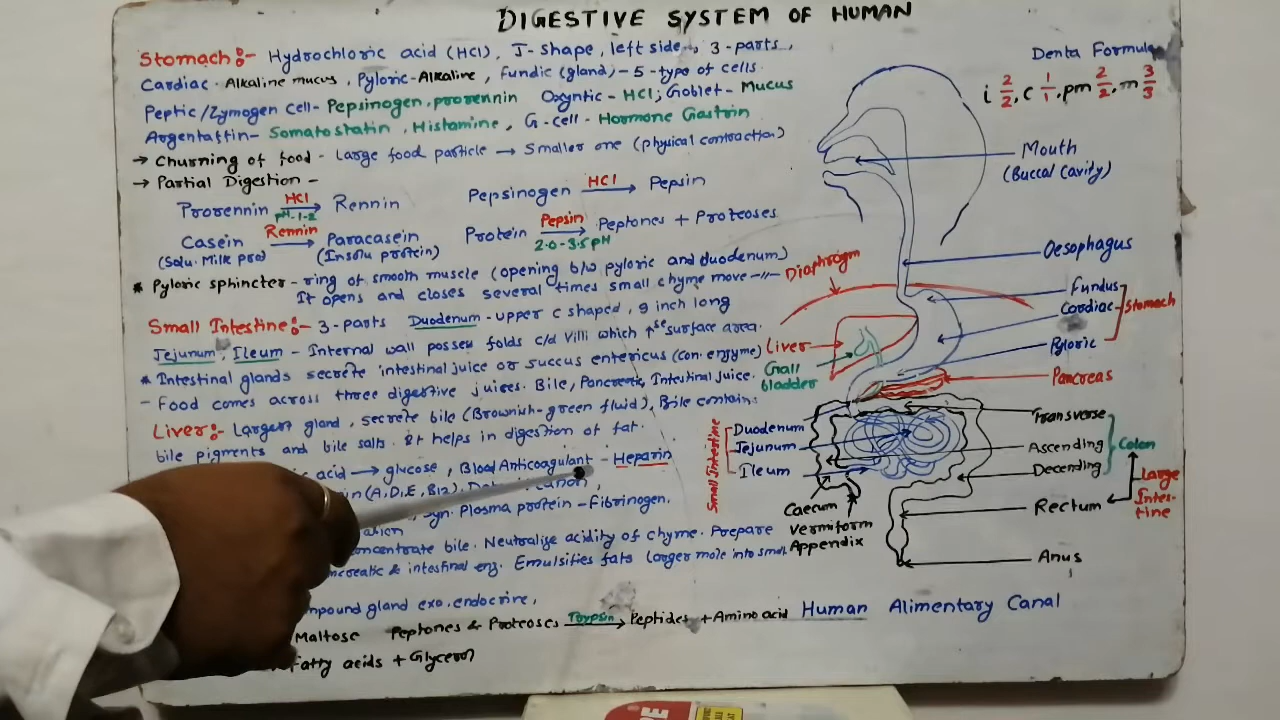 DIGESTIVE SYSTEM OF HUMAN
Stomach:- Hydrochloric acid (HCl), J-shape, left side, 3-parts,
Cardiac-Alkaline mucus, Pyloric-Alkaline, Fundic (gland)-5-type of cells.
Peptic/Zymogen cell-Pepsinogen, prorennin Oxyntic-HCl; Goblet-Mucus
Argentaffin-Somatostatin, Histamine, G-cell-Hormone Gastrin
→ Churning of food - Large food particle → Smaller one (physical contraction)
→ Partial Digestion -
Prorennin HCl → pH-1-2 Rennin
Pepsinogen HCl → Pepsin
Casein Rennin → Paracasein
(Solu. Milk pro) (Insolu protein)
Protein Pepsin → 2.0-3.5 pH Peptones + Proteoses
* Pyloric sphincter - ring of smooth muscle (opening b/w pyloric and duodenum)
It opens and closes several times small chyme move -//-
Small Intestine:- 3-parts Duodenum-upper c shaped, 9 inch long
Jejunum, Ileum - Internal wall posses folds c/d Villi which ↑se surface area.
* Intestinal glands secrete intestinal juice or succus entericus (con. enzyme)
- Food comes across three digestive juices. Bile, Pancreatic, Intestinal juice.
Liver:- Largest gland, secrete bile (Brownish-green fluid), Bile contain:
bile pigments and bile salts. It helps in digestion of fat.
acid → glucose, Blood Anticoagulant - Heparin
in (A,D,E,B12),
Syn. Plasma protein-Fibrinogen.
concentrate bile. Neutralise acidity of chyme. Prepare
pancreatic & intestinal enz. Emulsifies fats larger mole into small
compound gland exo, endocrine,
Maltose Peptones & Proteoses Trypsin → Peptides + Amino acid
Fatty acids + Glycerol
Denta Formula
i 2/2, c 1/1, pm 2/2, m 3/3
Mouth
(Buccal Cavity)
Oesophagus
Diaphragm
Fundus
Cardiac
Stomach
Pyloric
Liver
Gall
bladder
Pancreas
Small Intestine
Duodenum
Jejunum
Ileum
Transverse
Ascending
Decending
Colon
Caecum
Vermiform
Appendix
Rectum
Large
Intes-
tine
Anus
Human Alimentary Canal